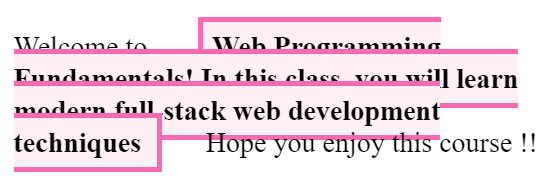 Welcome to Web Programming
Fundamentals! In this class, you will learn
modern full-stack web development
techniques Hope you enjoy this course !!